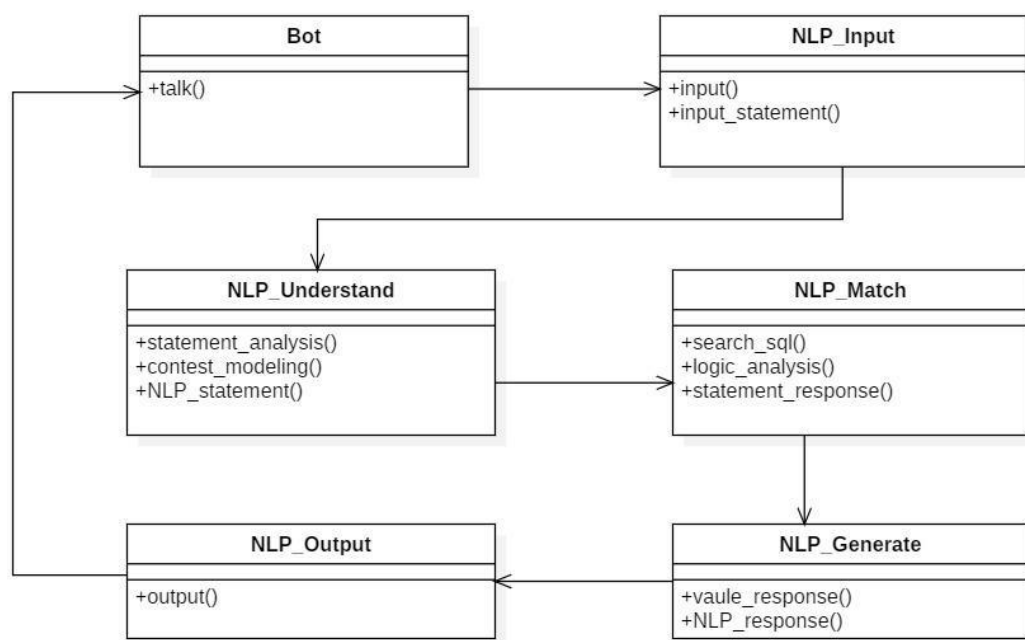 Bot
+talk()
NLP_Input
+input()
+input_statement()
NLP_Understand
+statement_analysis()
+contest_modeling()
+NLP_statement()
NLP_Match
+search_sql()
+logic_analysis()
+statement_response()
NLP_Output
+output()
NLP_Generate
+vaule_response()
+NLP_response()